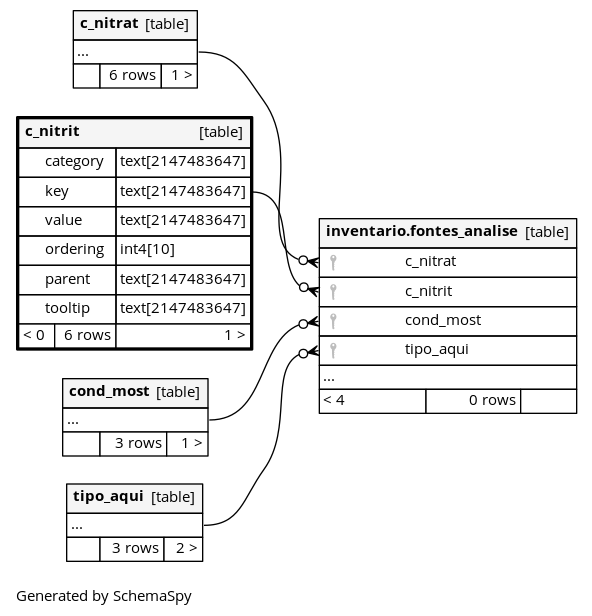 c_nitrat [table]
...
6 rows 1 >
c_nitrit [table]
category text[2147483647]
key text[2147483647]
value text[2147483647]
ordering int4[10]
parent text[2147483647]
tooltip text[2147483647]
< 0 6 rows 1 >
inventario.fontes_analise [table]
c_nitrat
c_nitrit
cond_most
tipo_aqui
...
< 4 0 rows
cond_most [table]
...
3 rows 1 >
tipo_aqui [table]
...
3 rows 2 >
Generated by SchemaSpy